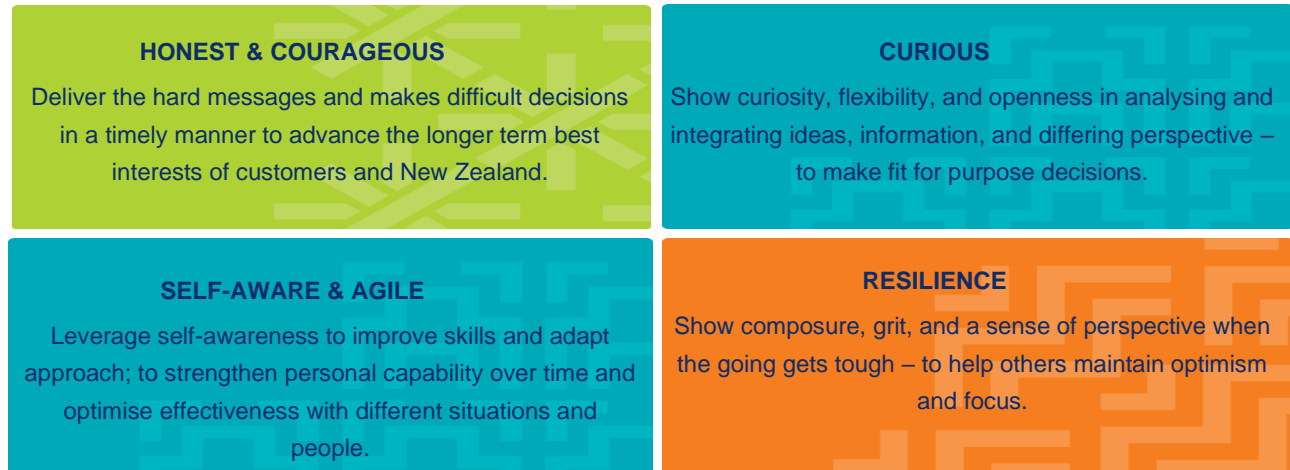 HONEST & COURAGEOUS
Deliver the hard messages and makes difficult decisions
in a timely manner to advance the longer term best
interests of customers and New Zealand.
CURIOUS
Show curiosity, flexibility, and openness in analysing and
integrating ideas, information, and differing perspective –
to make fit for purpose decisions.
SELF-AWARE & AGILE
Leverage self-awareness to improve skills and adapt
approach; to strengthen personal capability over time and
optimise effectiveness with different situations and
people.
RESILIENCE
Show composure, grit, and a sense of perspective when
the going gets tough – to help others maintain optimism
and focus.